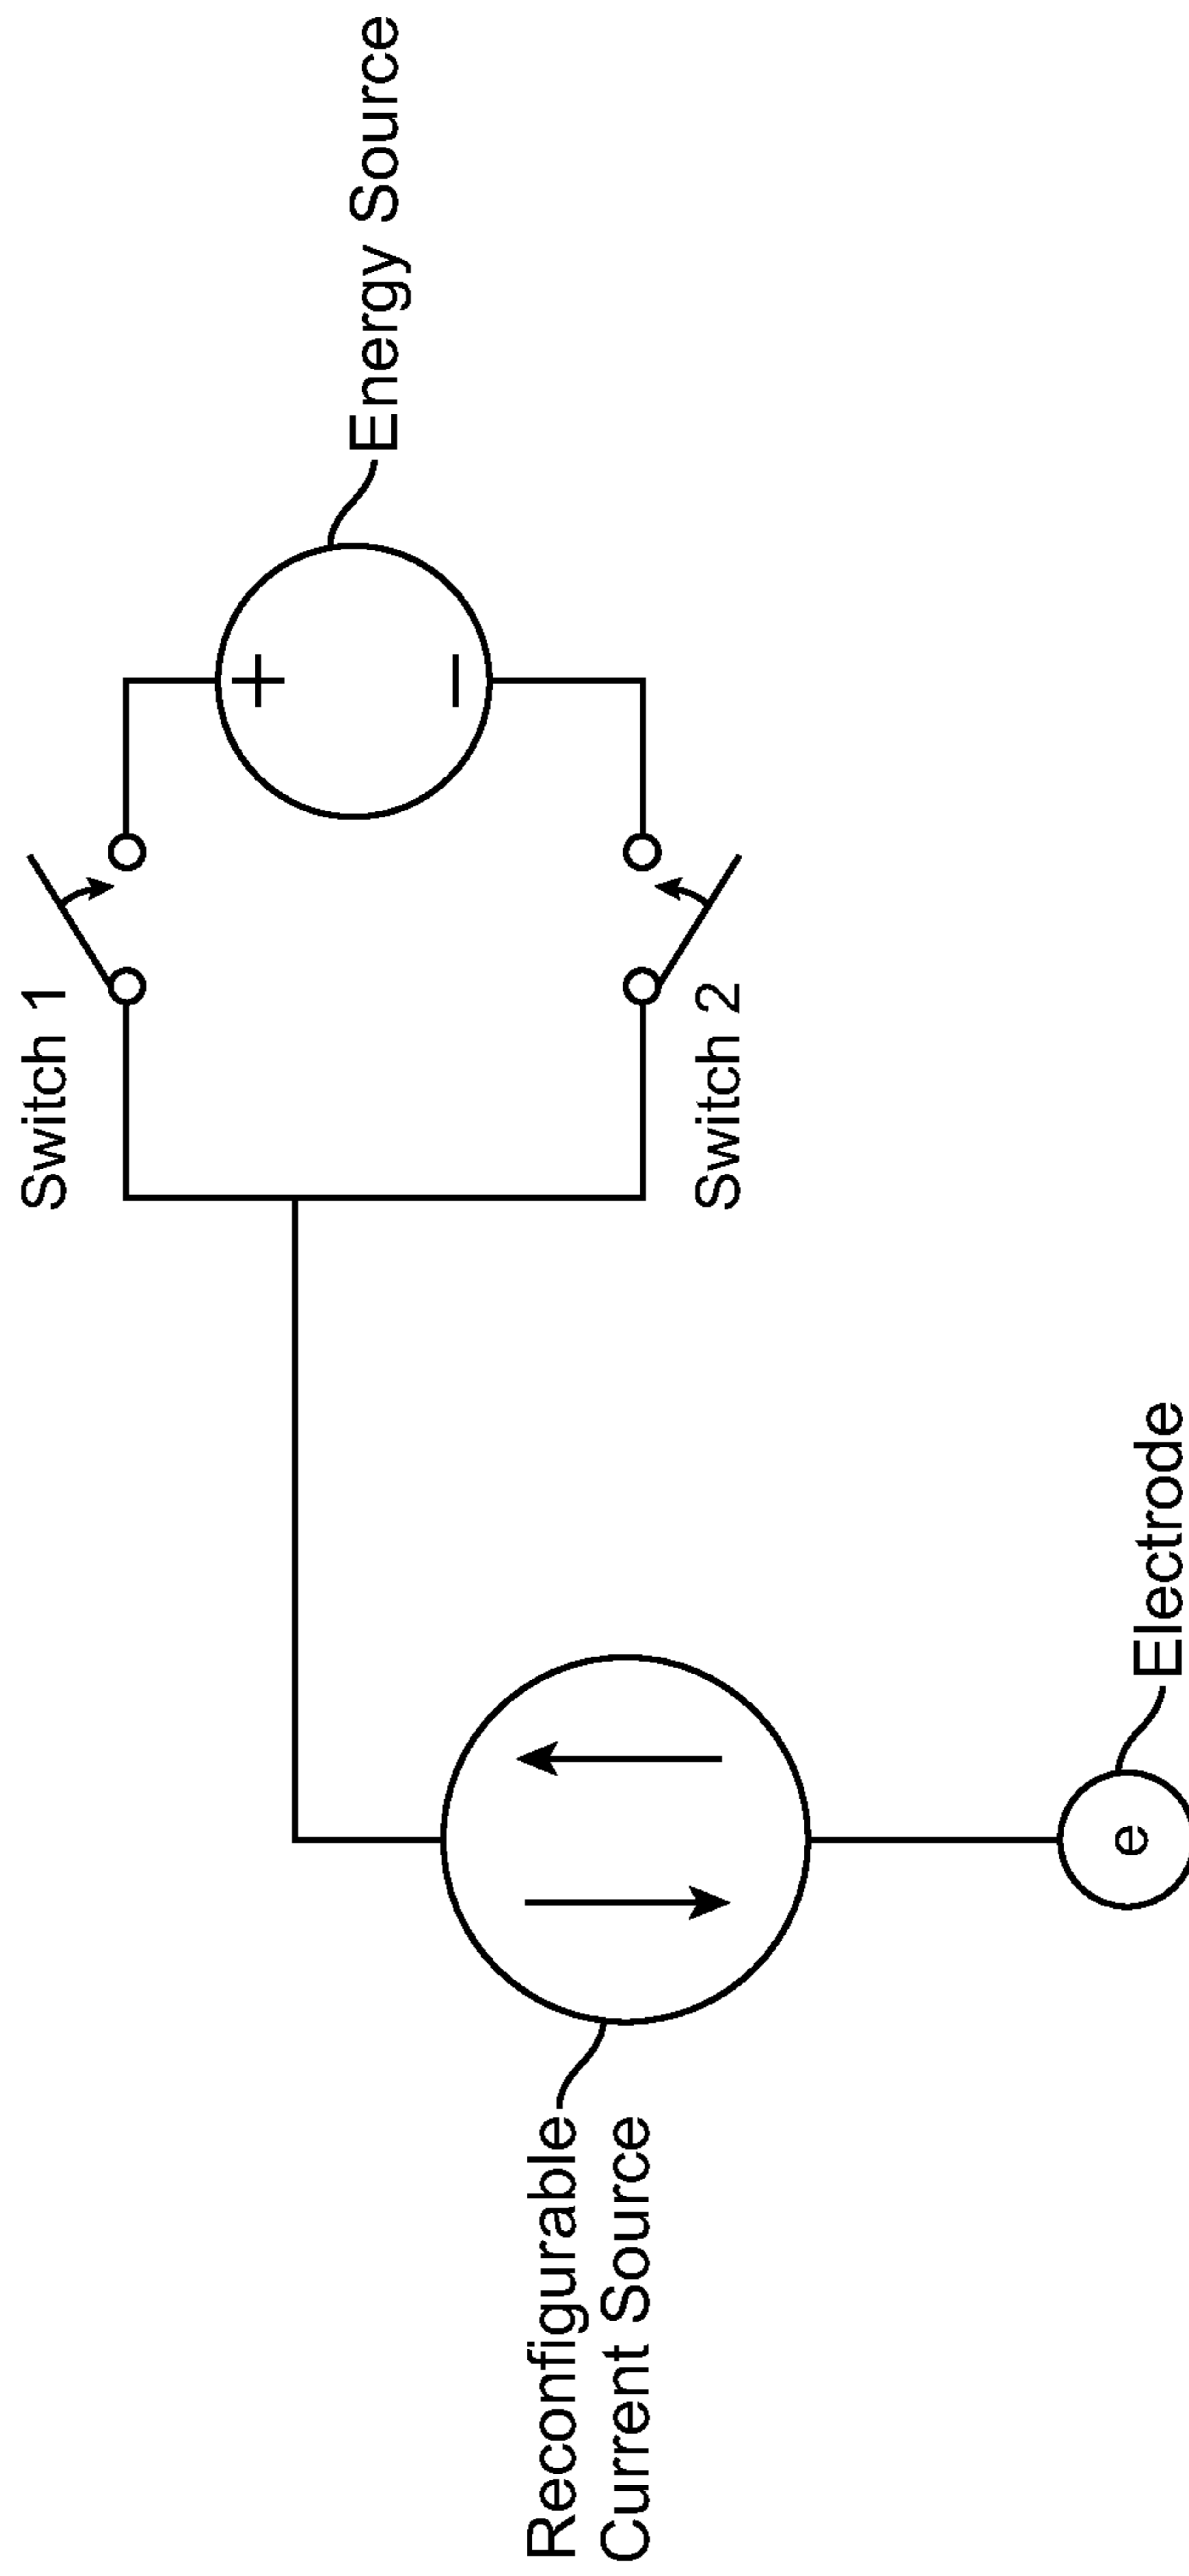 Switch 1
+
Energy Source
−
Switch 2
Reconfigurable
Current Source
e
Electrode